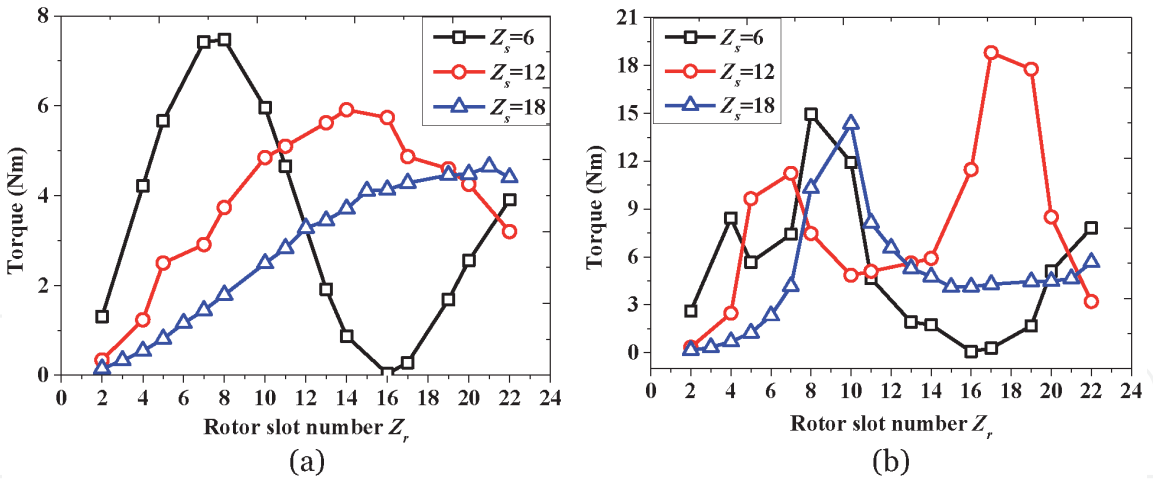 8
6
4
2
0
Torque (Nm)
Zs=6
Zs=12
Zs=18
0 2 4 6 8 10 12 14 16 18 20 22 24
Rotor slot number Zr
(a)
21
18
15
12
9
6
3
0
Torque (Nm)
Zs=6
Zs=12
Zs=18
0 2 4 6 8 10 12 14 16 18 20 22 24
Rotor slot number Zr
(b)